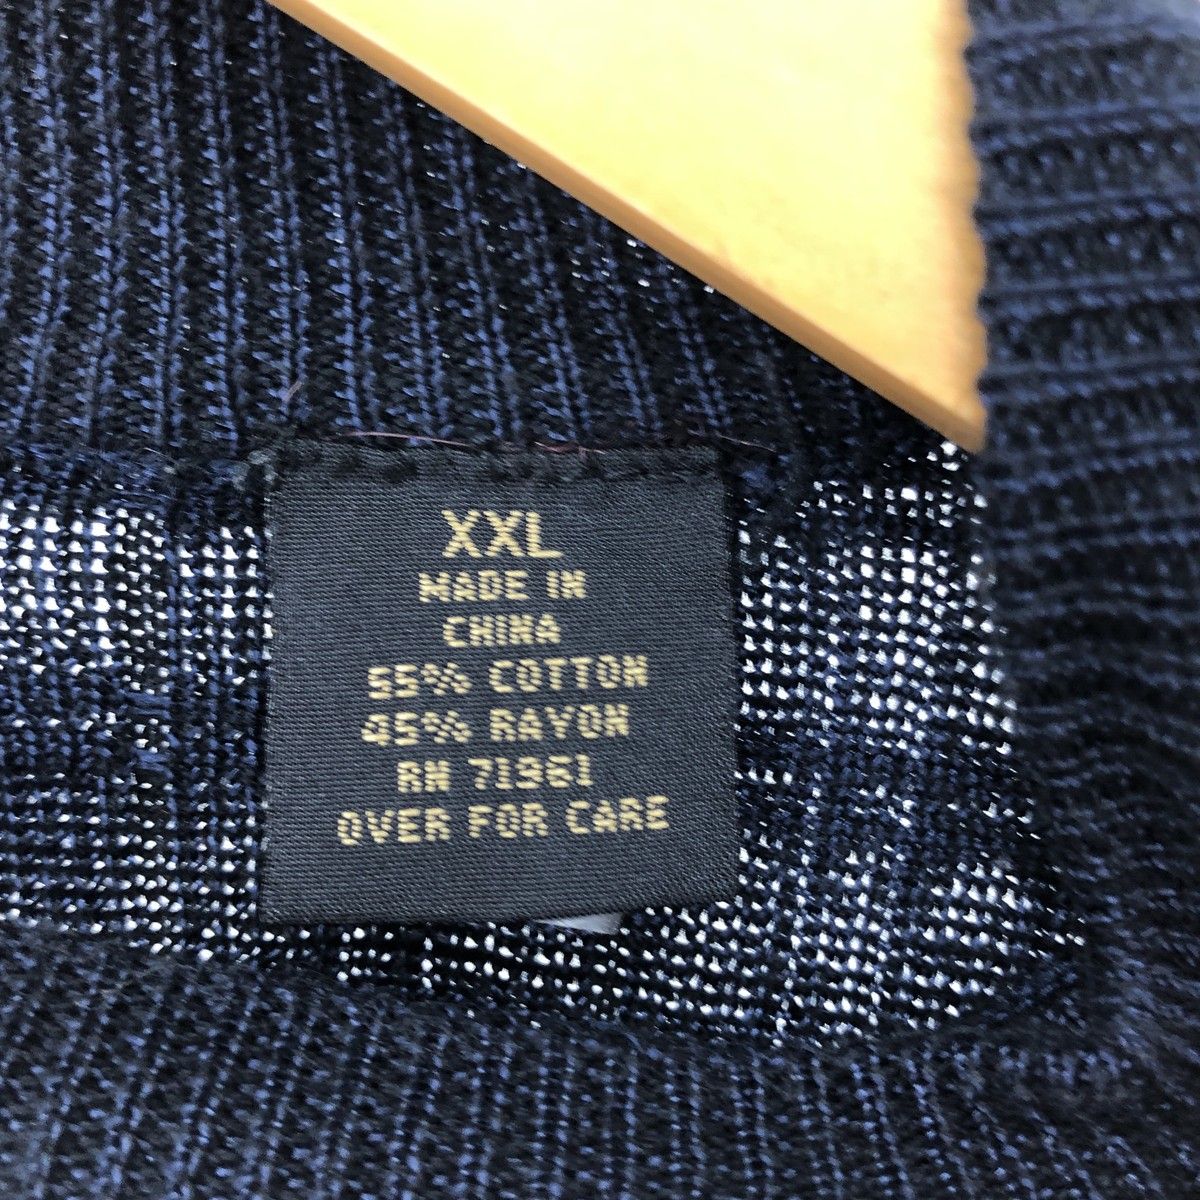 XXL
MADE IN
CHINA
55% COTTON
45% RAYON
RN 71961
OVER FOR CARE